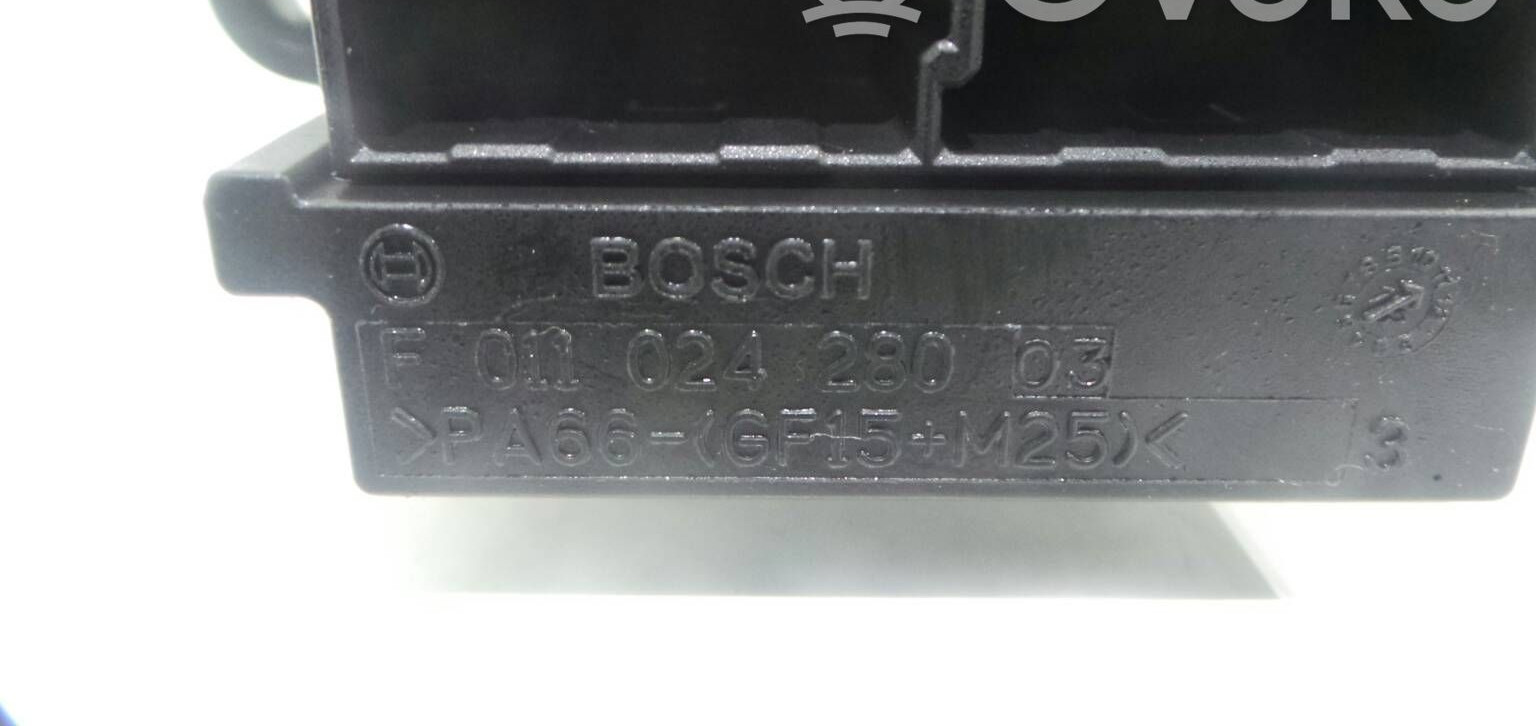 BOSCH
F 011 024 280 03
>PA66-(GF15+M25)<
3